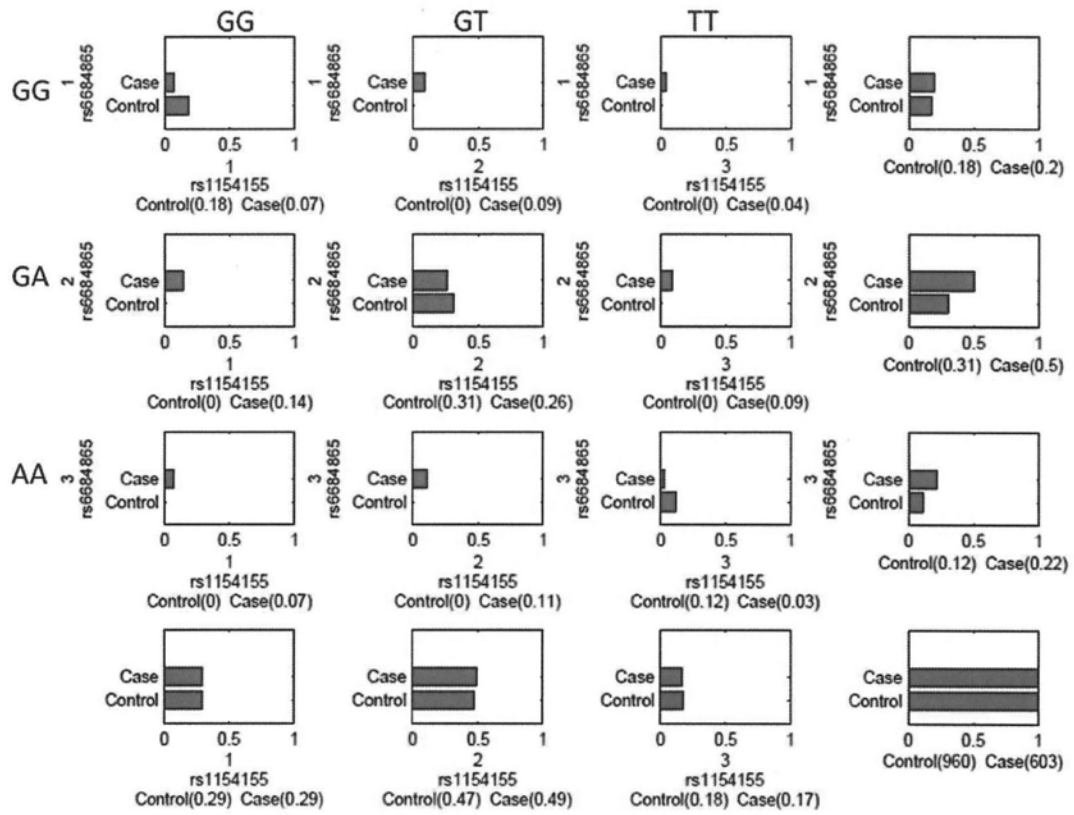 GG GT TT
GG
1
rs6684865
Case
Control
0 0.5 1
1
rs1154155
Control(0.18) Case(0.07)
1
rs6684865
Case
Control
0 0.5 1
2
rs1154155
Control(0) Case(0.09)
1
rs6684865
Case
Control
0 0.5 1
3
rs1154155
Control(0) Case(0.04)
1
rs6684865
Case
Control
0 0.5 1
Control(0.18) Case(0.2)
GA
2
rs6684865
Case
Control
0 0.5 1
1
rs1154155
Control(0) Case(0.14)
2
rs6684865
Case
Control
0 0.5 1
2
rs1154155
Control(0.31) Case(0.26)
2
rs6684865
Case
Control
0 0.5 1
3
rs1154155
Control(0) Case(0.09)
2
rs6684865
Case
Control
0 0.5 1
Control(0.31) Case(0.5)
AA
3
rs6684865
Case
Control
0 0.5 1
1
rs1154155
Control(0) Case(0.07)
3
rs6684865
Case
Control
0 0.5 1
2
rs1154155
Control(0) Case(0.11)
3
rs6684865
Case
Control
0 0.5 1
3
rs1154155
Control(0.12) Case(0.03)
3
rs6684865
Case
Control
0 0.5 1
Control(0.12) Case(0.22)
Case
Control
0 0.5 1
1
rs1154155
Control(0.29) Case(0.29)
Case
Control
0 0.5 1
2
rs1154155
Control(0.47) Case(0.49)
Case
Control
0 0.5 1
3
rs1154155
Control(0.18) Case(0.17)
Case
Control
0 0.5 1
Control(960) Case(603)